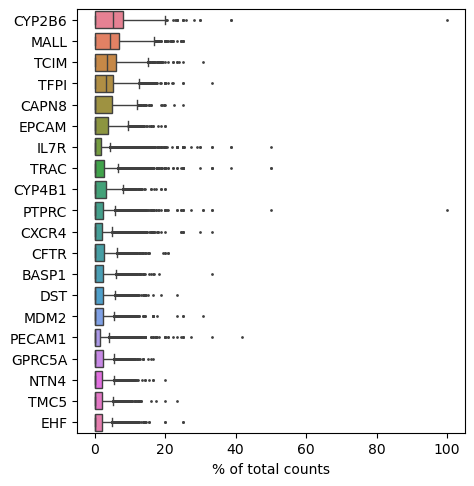 CYP2B6
MALL
TCIM
TFPI
CAPN8
EPCAM
IL7R
TRAC
CYP4B1
PTPRC
CXCR4
CFTR
BASP1
DST
MDM2
PECAM1
GPRC5A
NTN4
TMC5
EHF
0 20 40 60 80 100
% of total counts